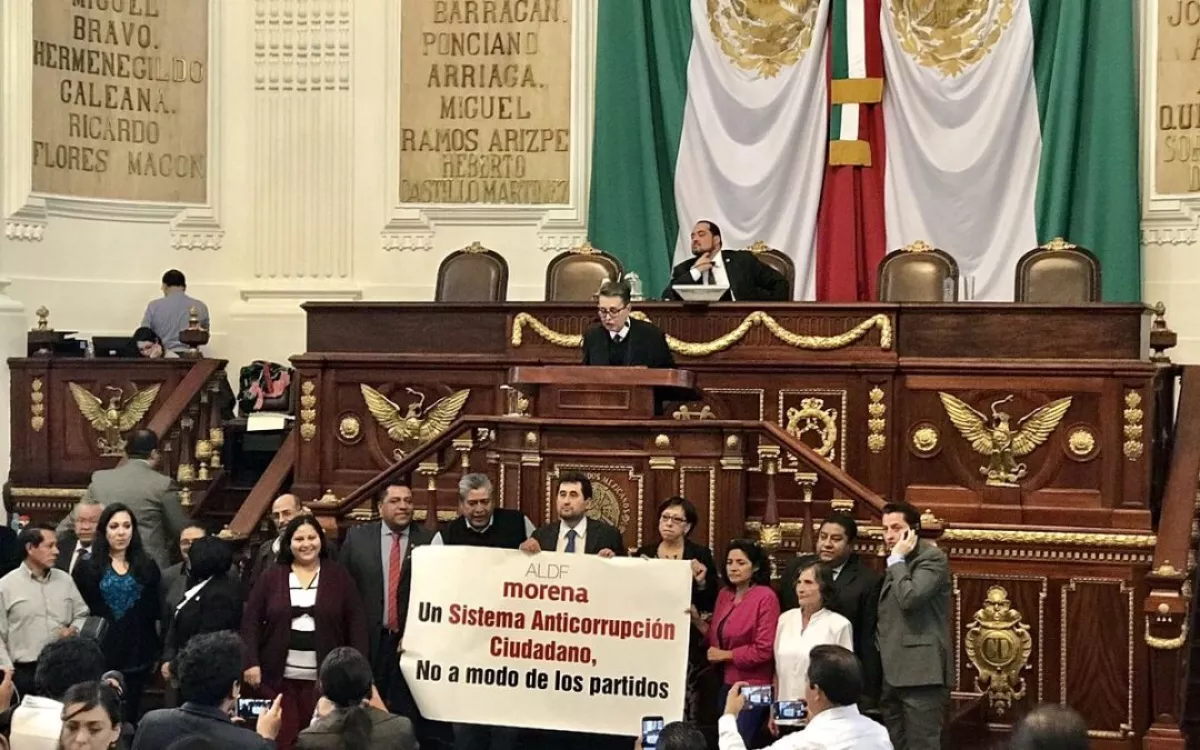 MIGUEL
BRAVO.
HERMENEGILDO
GALEANA.
RICARDO
FLORES MAGON
BARRAGAN.
PONCIANO
ARRIAGA.
MIGUEL
RAMOS ARIZPE
HEBERTO
CASTILLO MARTINEZ
ALDF
morena
Un Sistema Anticorrupción
Ciudadano,
No a modo de los partidos
CD